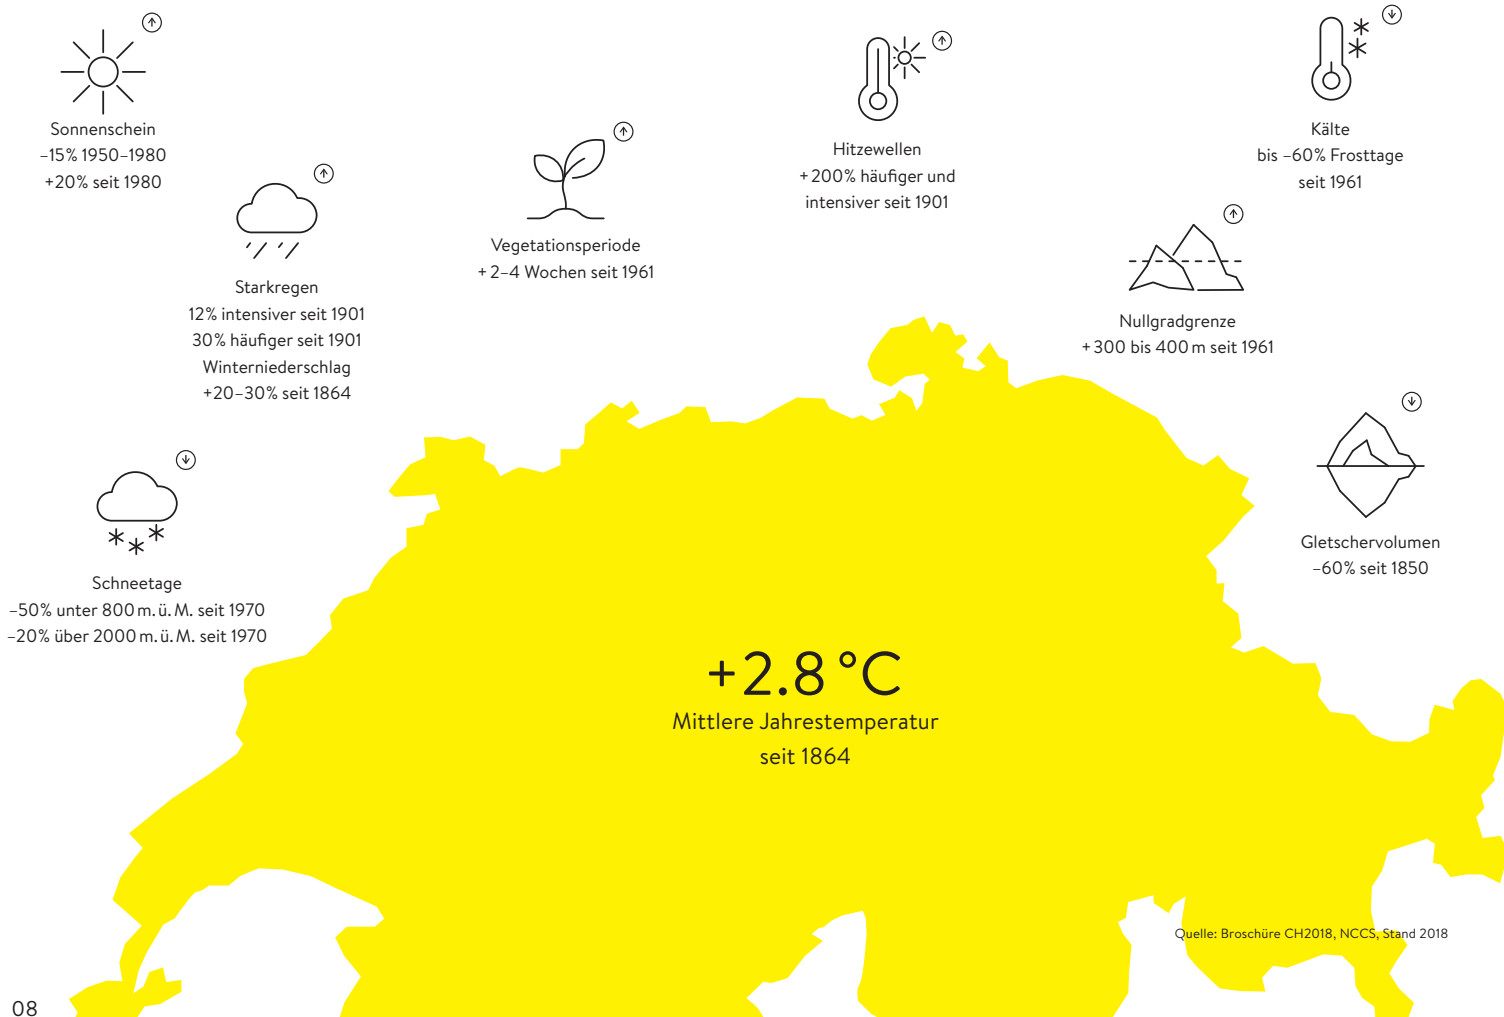 Sonnenschein
–15% 1950–1980
+20% seit 1980
Starkregen
12% intensiver seit 1901
30% häufiger seit 1901
Winterniederschlag
+20–30% seit 1864
Vegetationsperiode
+2–4 Wochen seit 1961
Hitzewellen
+200% häufiger und
intensiver seit 1901
Kälte
bis –60% Frosttage
seit 1961
Nullgradgrenze
+300 bis 400 m seit 1961
Gletschervolumen
–60% seit 1850
Schneetage
–50% unter 800 m. ü. M. seit 1970
–20% über 2000 m. ü. M. seit 1970
+2.8 °C
Mittlere Jahrestemperatur
seit 1864
Quelle: Broschüre CH2018, NCCS, Stand 2018
08